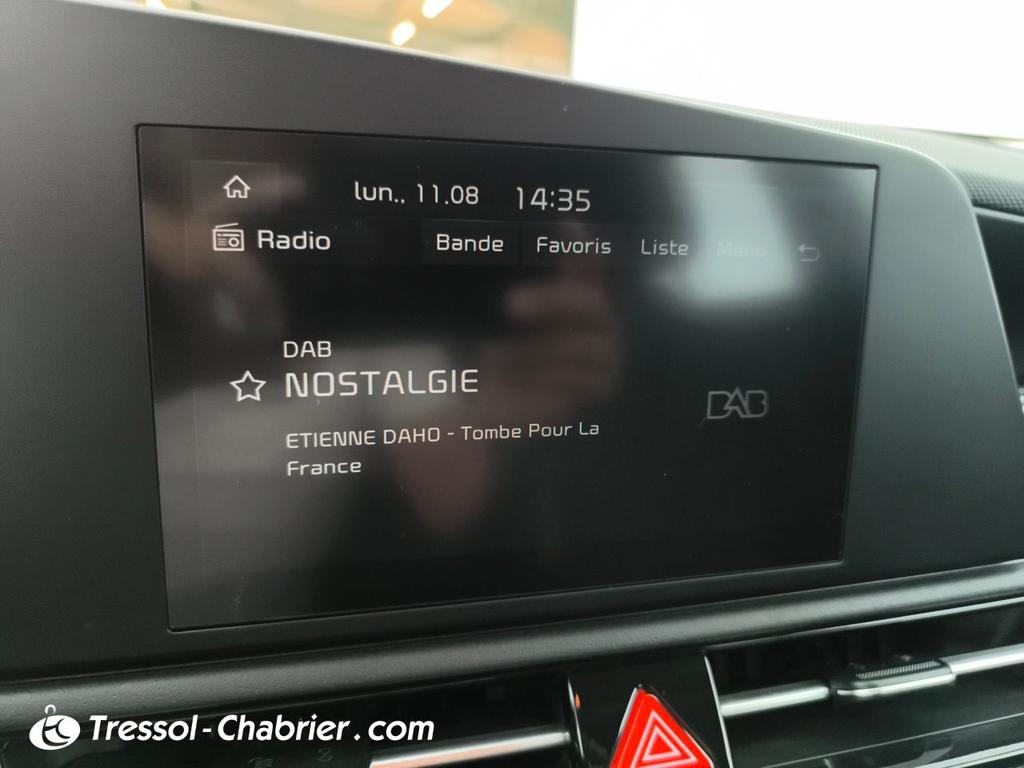 lun., 11.08 14:35
Radio Bande Favoris Liste Menu
DAB
NOSTALGIE
DAB
ETIENNE DAHO - Tombe Pour La
France
Tressol-Chabrier.com